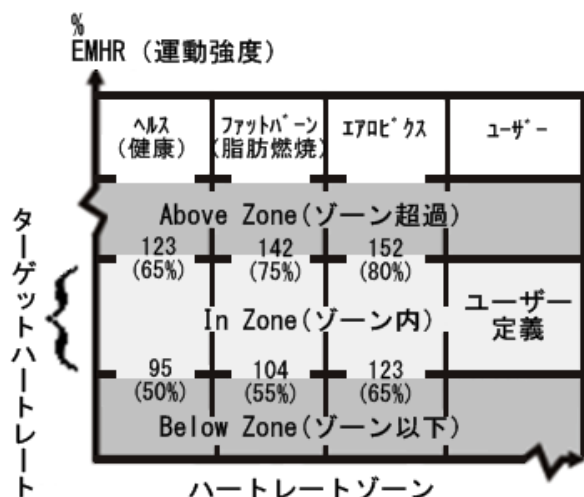 %
EMHR (運動強度)
ヘルス
(健康)
ファットバーン
(脂肪燃焼)
エアロビクス
ユーザー
Above Zone(ゾーン超過)
123
(65%)
142
(75%)
152
(80%)
ターゲットハートレート
In Zone(ゾーン内)
ユーザー
定義
95
(50%)
104
(55%)
123
(65%)
Below Zone(ゾーン以下)
ハートレートゾーン